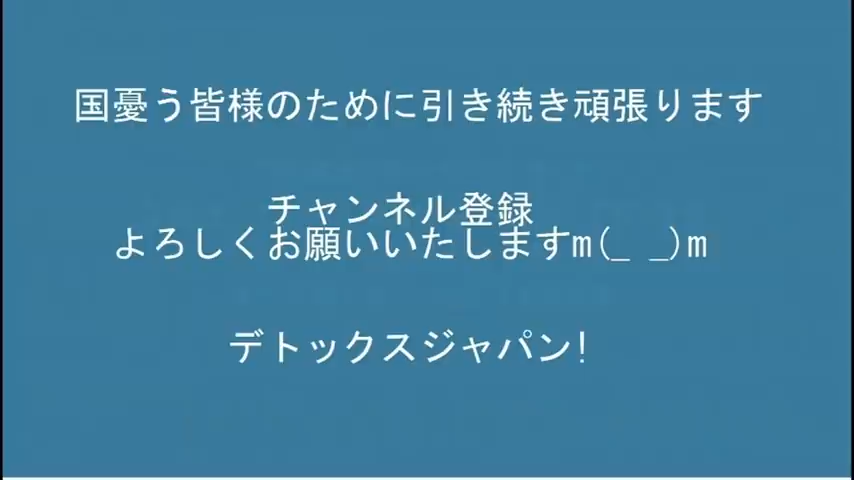 国憂う皆様のために引き続き頑張ります
チャンネル登録
よろしくお願いいたしますm(_ _)m
デトックスジャパン!